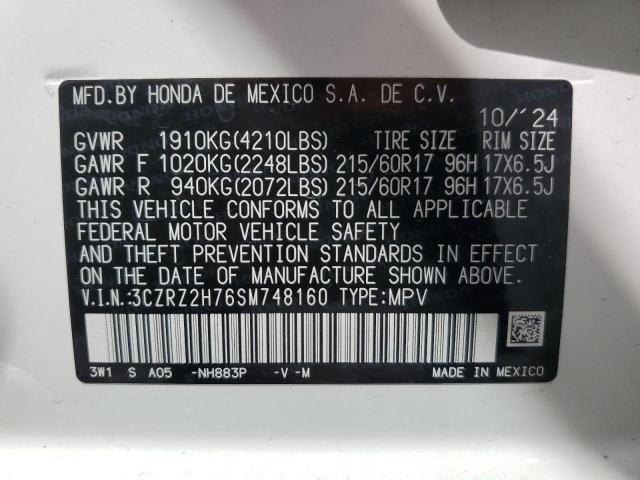 MFD.BY HONDA DE MEXICO S.A. DE C.V.
10/'24
GVWR 1910KG(4210LBS) TIRE SIZE RIM SIZE
GAWR F 1020KG(2248LBS) 215/60R17 96H 17X6.5J
GAWR R 940KG(2072LBS) 215/60R17 96H 17X6.5J
THIS VEHICLE CONFORMS TO ALL APPLICABLE
FEDERAL MOTOR VEHICLE SAFETY
AND THEFT PREVENTION STANDARDS IN EFFECT
ON THE DATE OF MANUFACTURE SHOWN ABOVE.
V.I.N.:3CZRZ2H76SM748160 TYPE:MPV
3W1 S A05 -NH883P -V -M MADE IN MEXICO